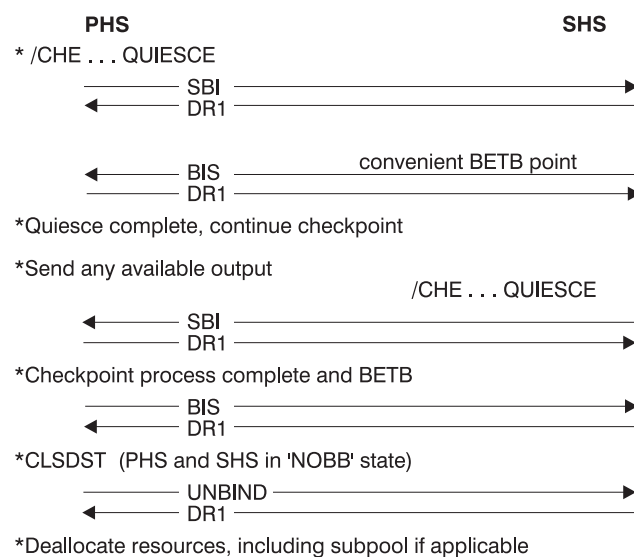 PHS SHS
* /CHE . . . QUIESCE
SBI
DR1
convenient BETB point
BIS
DR1
*Quiesce complete, continue checkpoint
*Send any available output
/CHE . . . QUIESCE
SBI
DR1
*Checkpoint process complete and BETB
BIS
DR1
*CLSDST (PHS and SHS in 'NOBB' state)
UNBIND
DR1
*Deallocate resources, including subpool if applicable